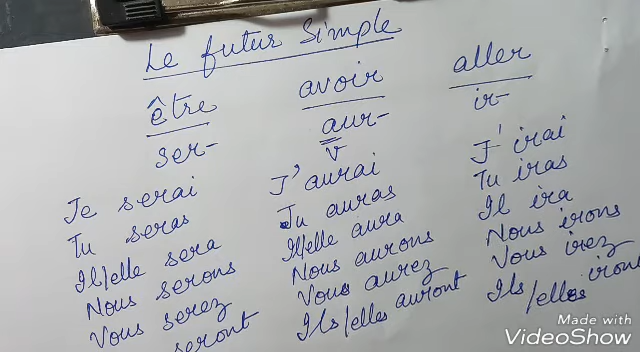 Le futur Simple
être avoir aller
ser- aur- ir-
v
Je serai J'aurai J'irai
Tu seras Tu auras Tu iras
Il/elle sera Il/elle aura Il ira
Nous serons Nous aurons Nous irons
Vous serez Vous aurez Vous irez
seront Ils/elles auront Ils/elles iront
Made with
VideoShow